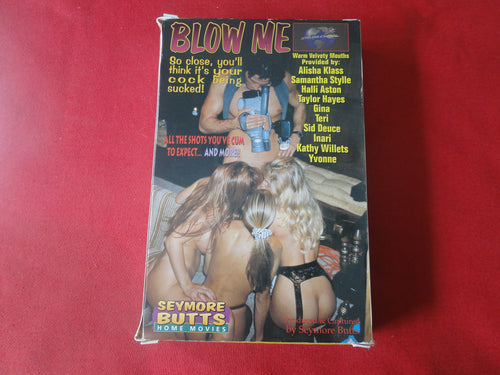 BLOW ME
So close, you'll
think it's your
cock being
sucked!
Warm Velvety Mouths
Provided by:
Alisha Klass
Samantha Stylle
Halli Aston
Taylor Hayes
Gina
Teri
Sid Deuce
Inari
Kathy Willets
Yvonne
ALL THE SHOTS YOU'VE CUM
TO EXPECT... AND MORE!
SEYMORE
BUTTS
HOME MOVIES
& Captured
by Seymore Butts